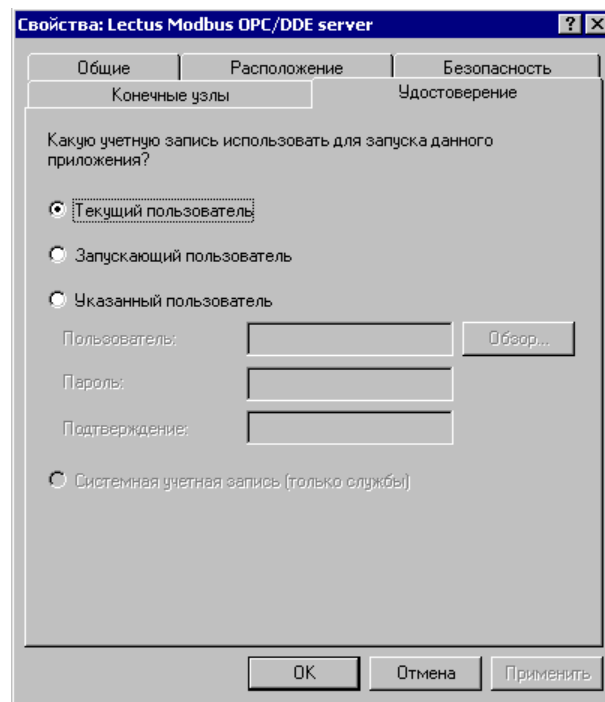 Свойства: Lectus Modbus OPC/DDE server
Общие Расположение Безопасность
Конечные узлы Удостоверение
Какую учетную запись использовать для запуска данного
приложения?
Текущий пользователь
Запускающий пользователь
Указанный пользователь
Пользователь: Обзор...
Пароль:
Подтверждение:
Системная учетная запись (только службы)
OK Отмена Применить